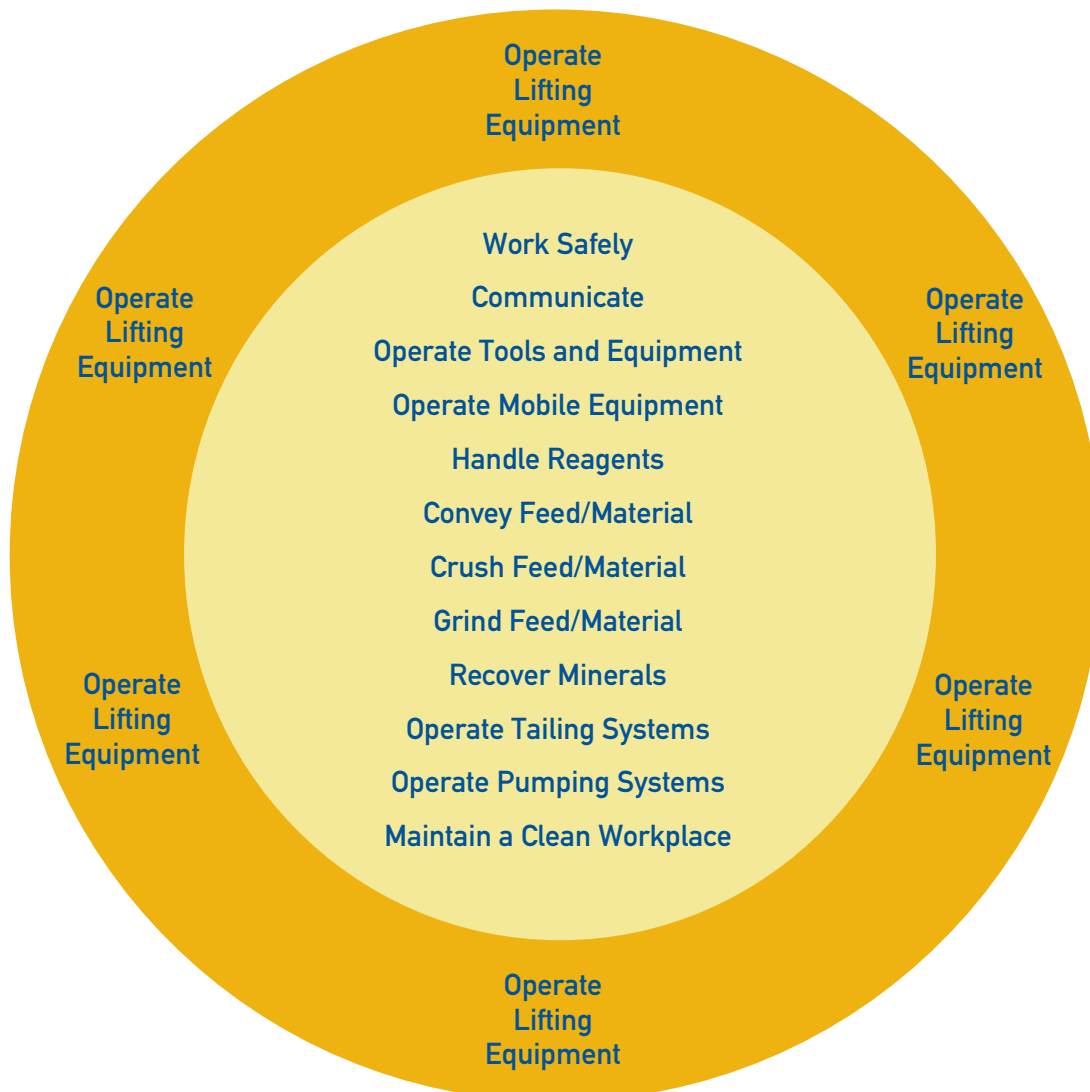 Operate
Lifting
Equipment
Work Safely
Communicate
Operate Tools and Equipment
Operate Mobile Equipment
Handle Reagents
Convey Feed/Material
Crush Feed/Material
Grind Feed/Material
Recover Minerals
Operate Tailing Systems
Operate Pumping Systems
Maintain a Clean Workplace
Operate
Lifting
Equipment
Operate
Lifting
Equipment
Operate
Lifting
Equipment
Operate
Lifting
Equipment
Operate
Lifting
Equipment